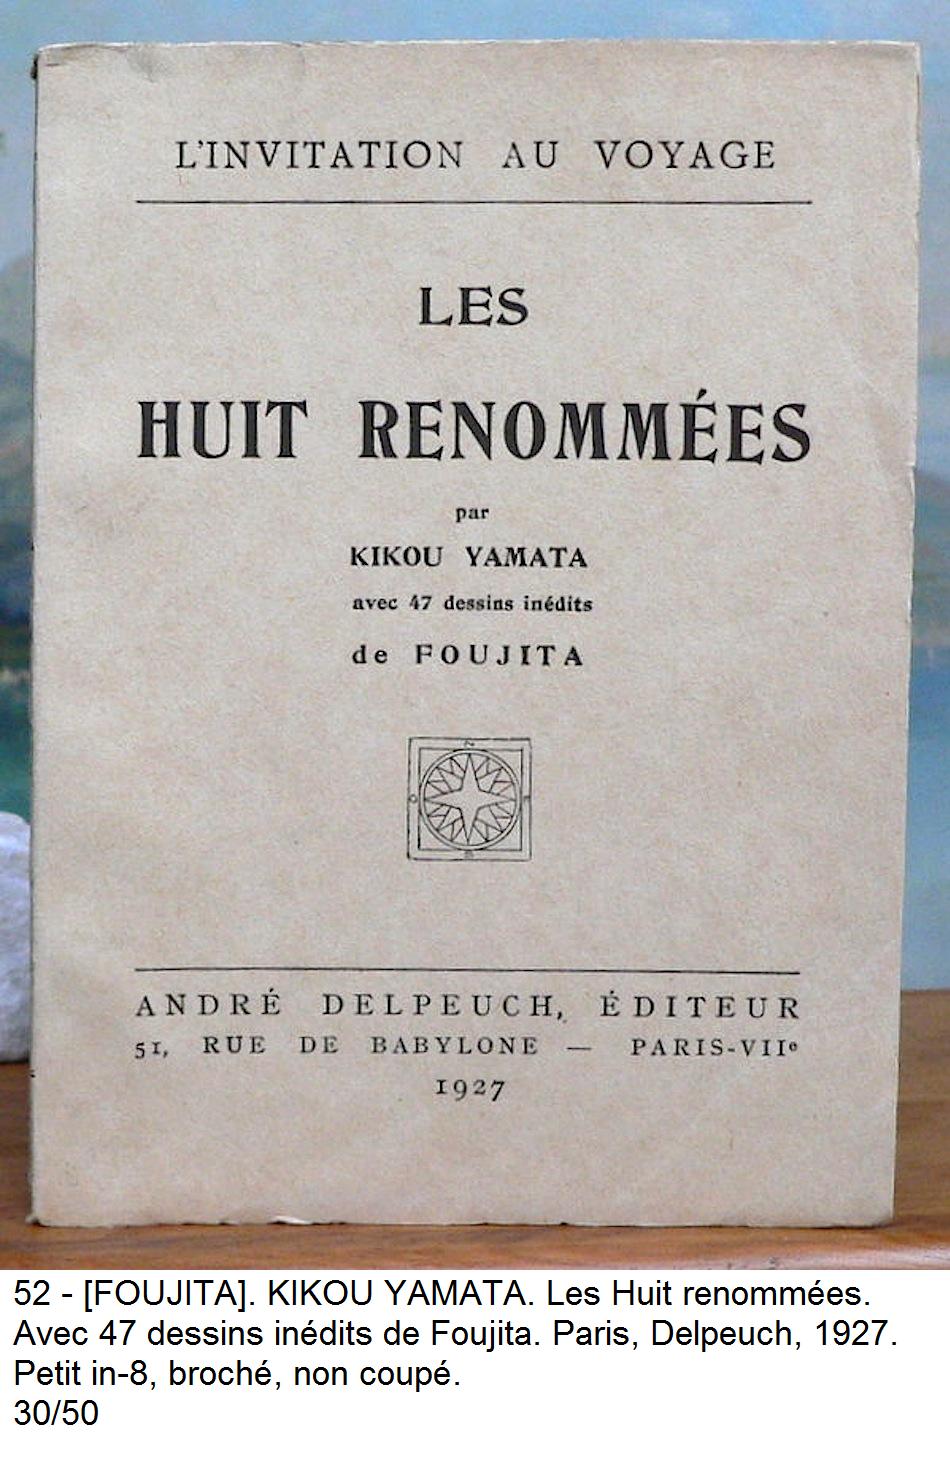 L'INVITATION AU VOYAGE
LES
HUIT RENOMMÉES
par
KIKOU YAMATA
avec 47 dessins inédits
de FOUJITA
ANDRÉ DELPEUCH, ÉDITEUR
51, RUE DE BABYLONE — PARIS-VIIe
1927
52 - [FOUJITA]. KIKOU YAMATA. Les Huit renommées.
Avec 47 dessins inédits de Foujita. Paris, Delpeuch, 1927.
Petit in-8, broché, non coupé.
30/50